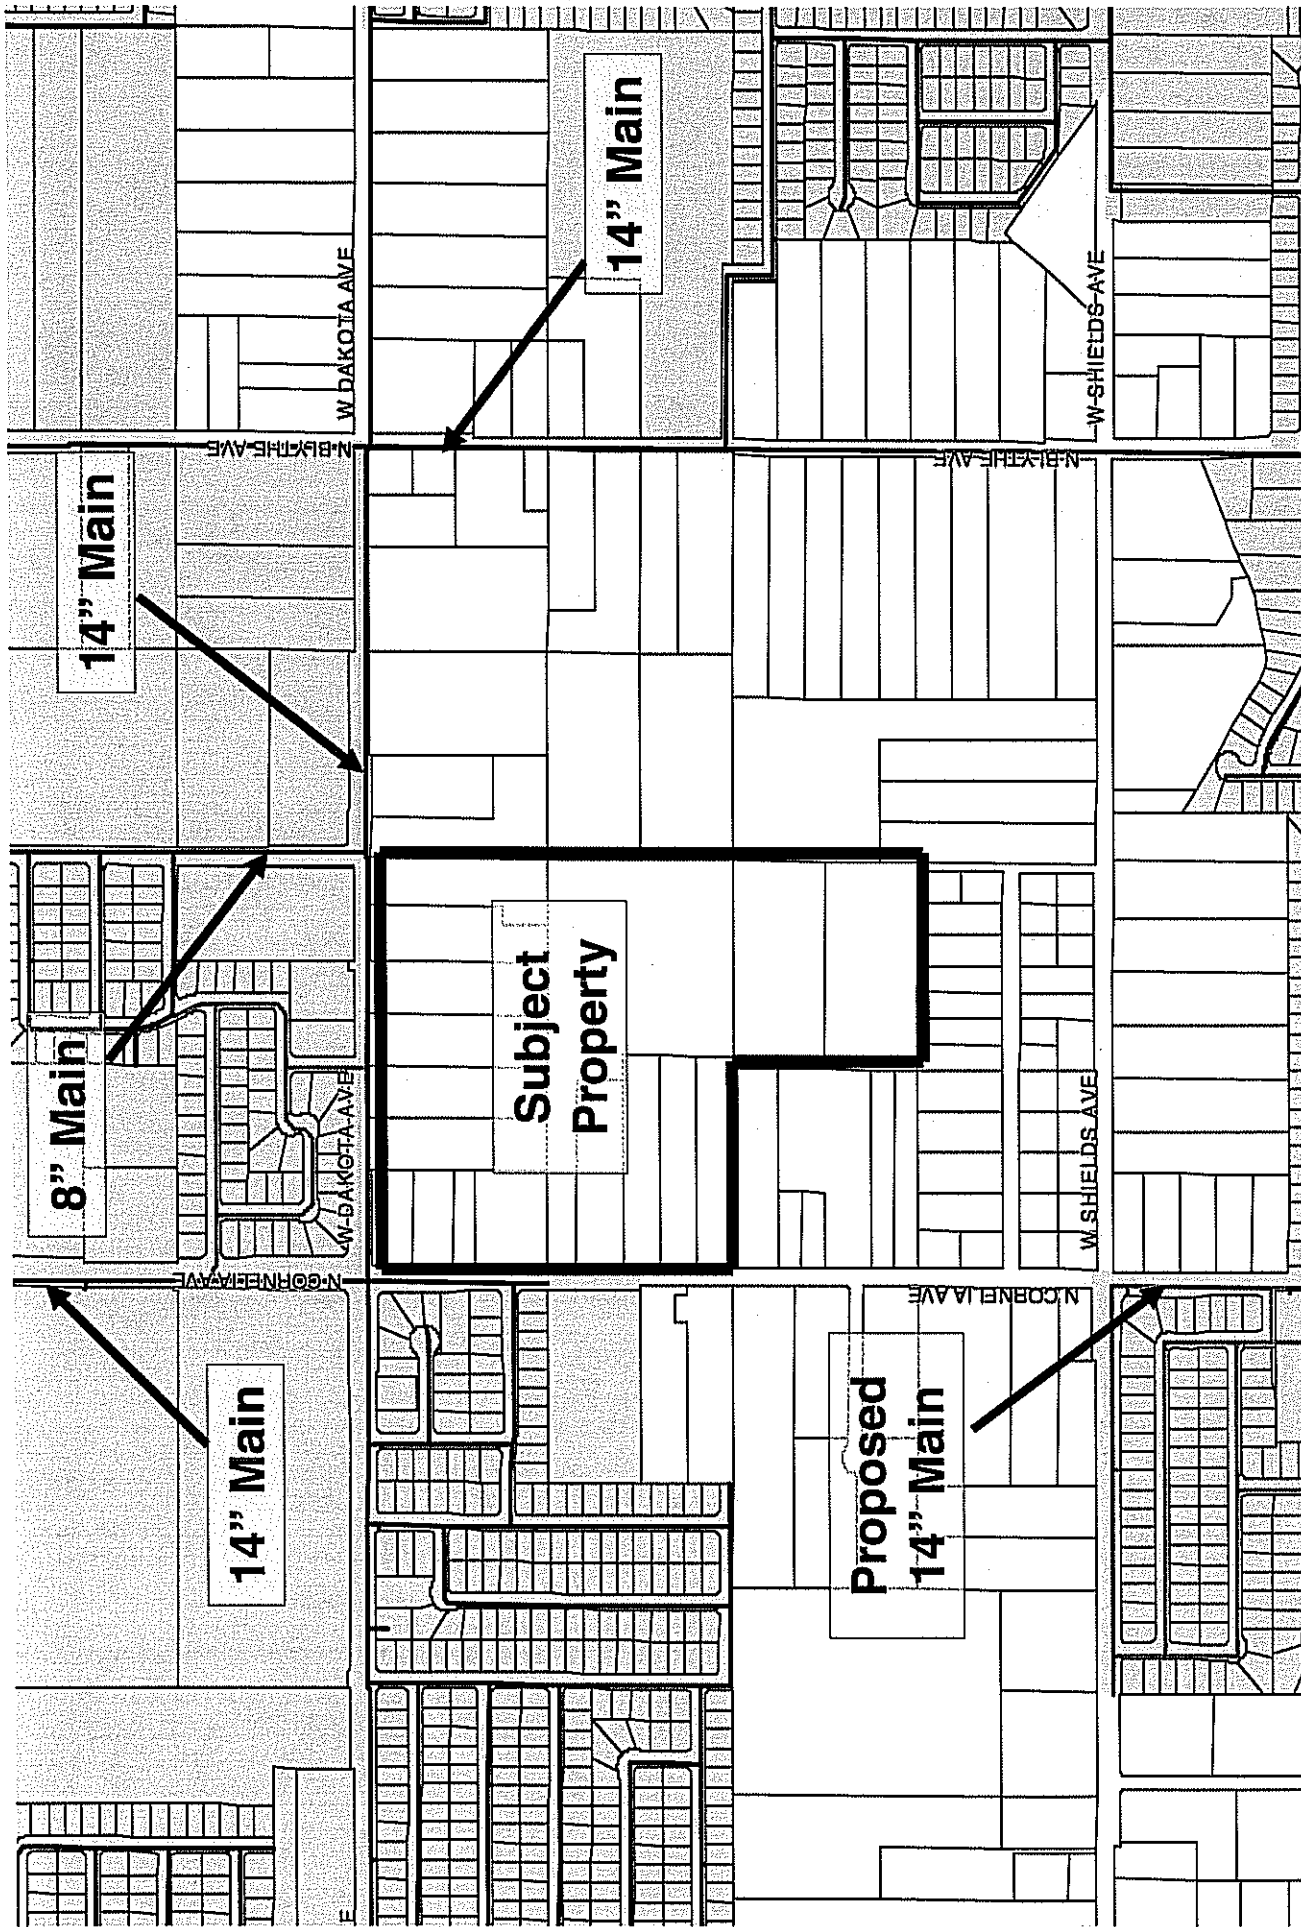 8” Main
14” Main
14” Main
N CORNELIA AVE
N BLYTHE AVE
E
W DAKOTA AVE
W DAKOTA AVE
Subject
Property
14” Main
Proposed
14” Main
N CORNELIA AVE
N BLYTHE AVE
W SHIELDS AVE
W SHIELDS AVE